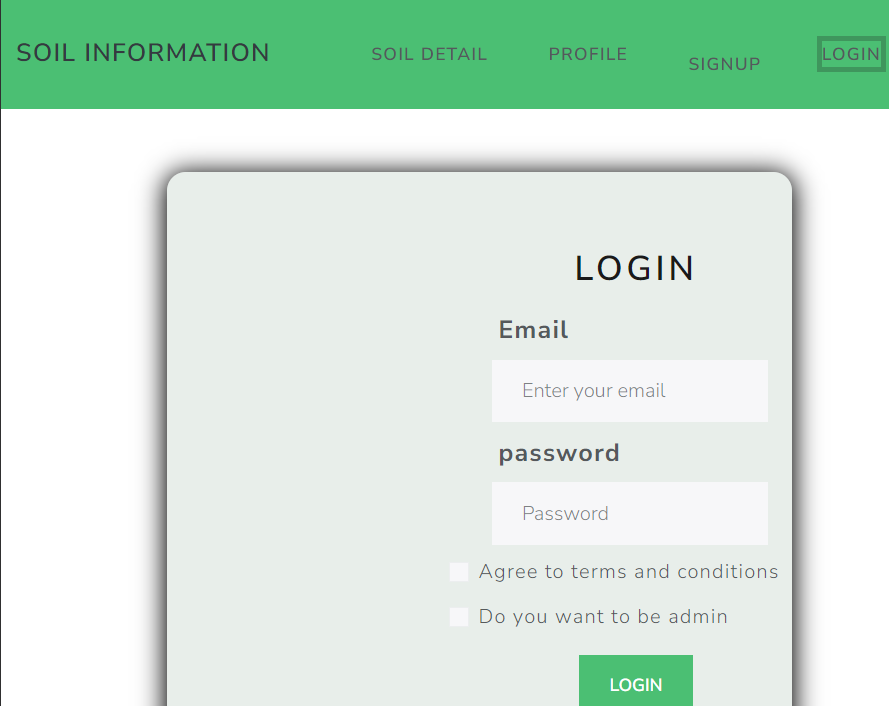 SOIL INFORMATION
SOIL DETAIL
PROFILE
SIGNUP
LOGIN
LOGIN
Email
Enter your email
password
Password
Agree to terms and conditions
Do you want to be admin
LOGIN